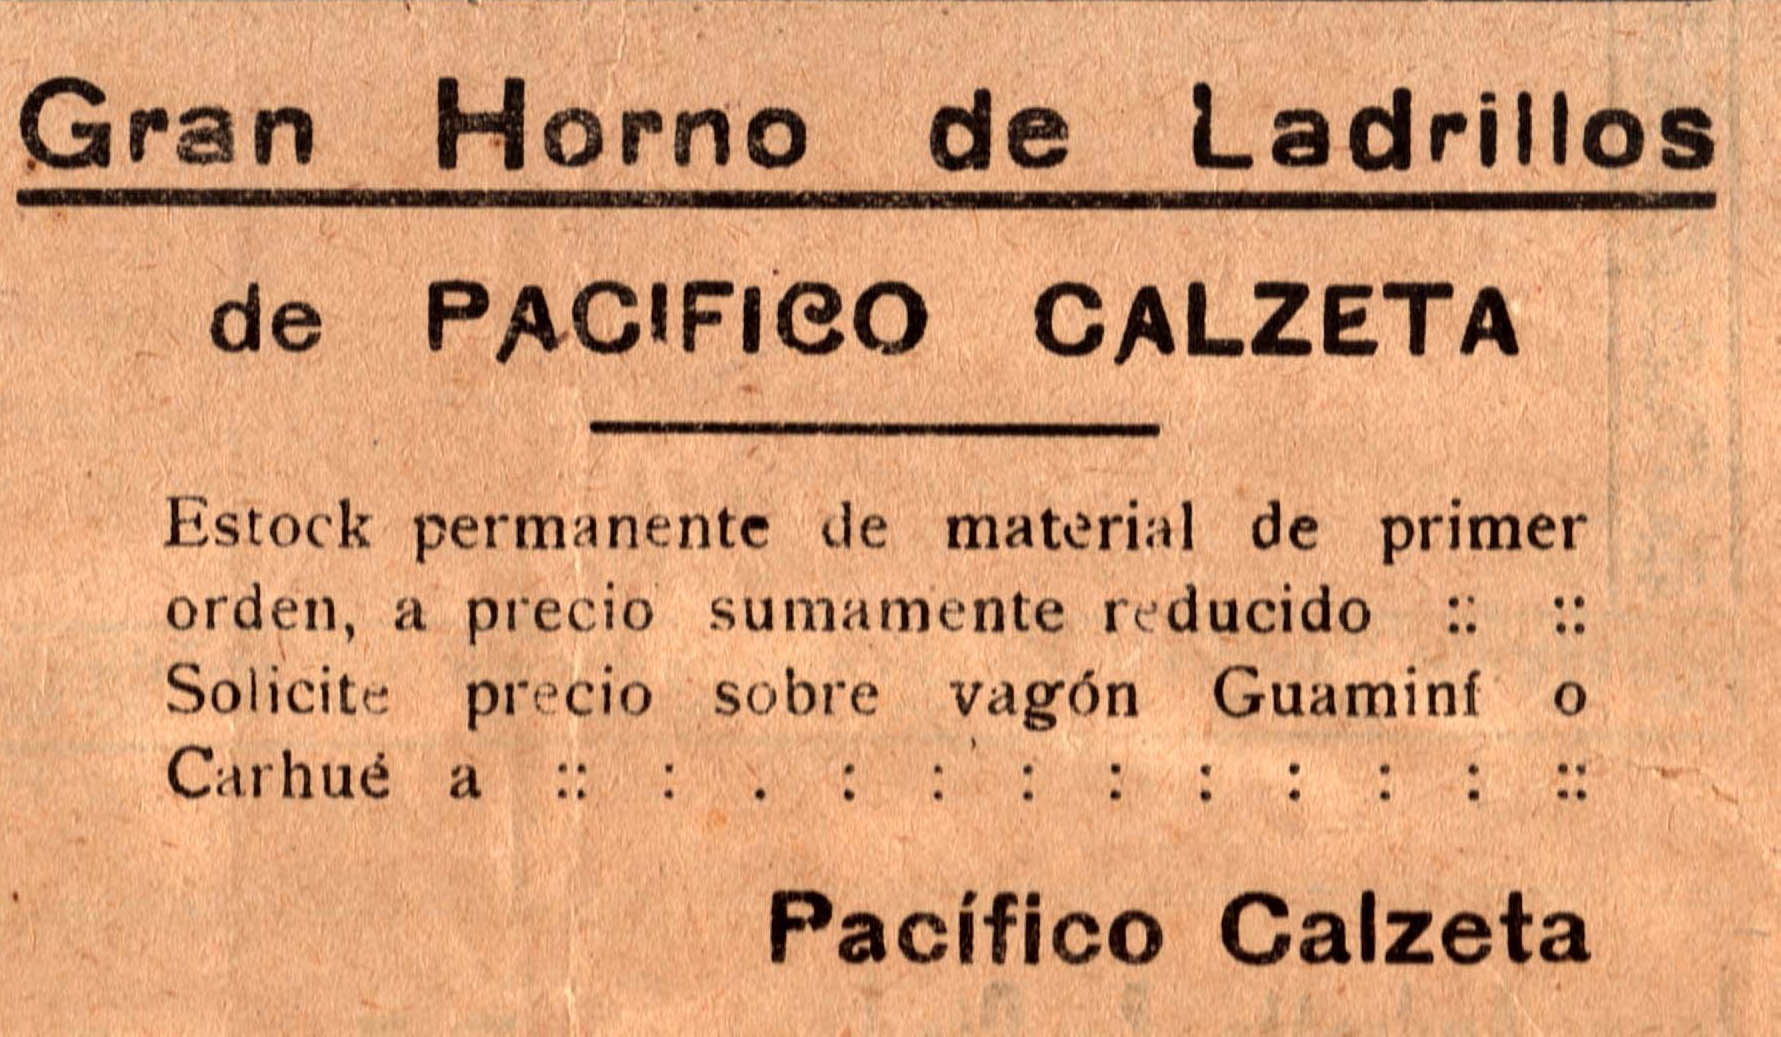 Gran Horno de Ladrillos
de PACIFICO CALZETA
Estock permanente de material de primer
orden, a precio sumamente reducido :: ::
Solicite precio sobre vagón Guaminí o
Carhué a :: : . : : : : : : : : ::
Pacífico Calzeta